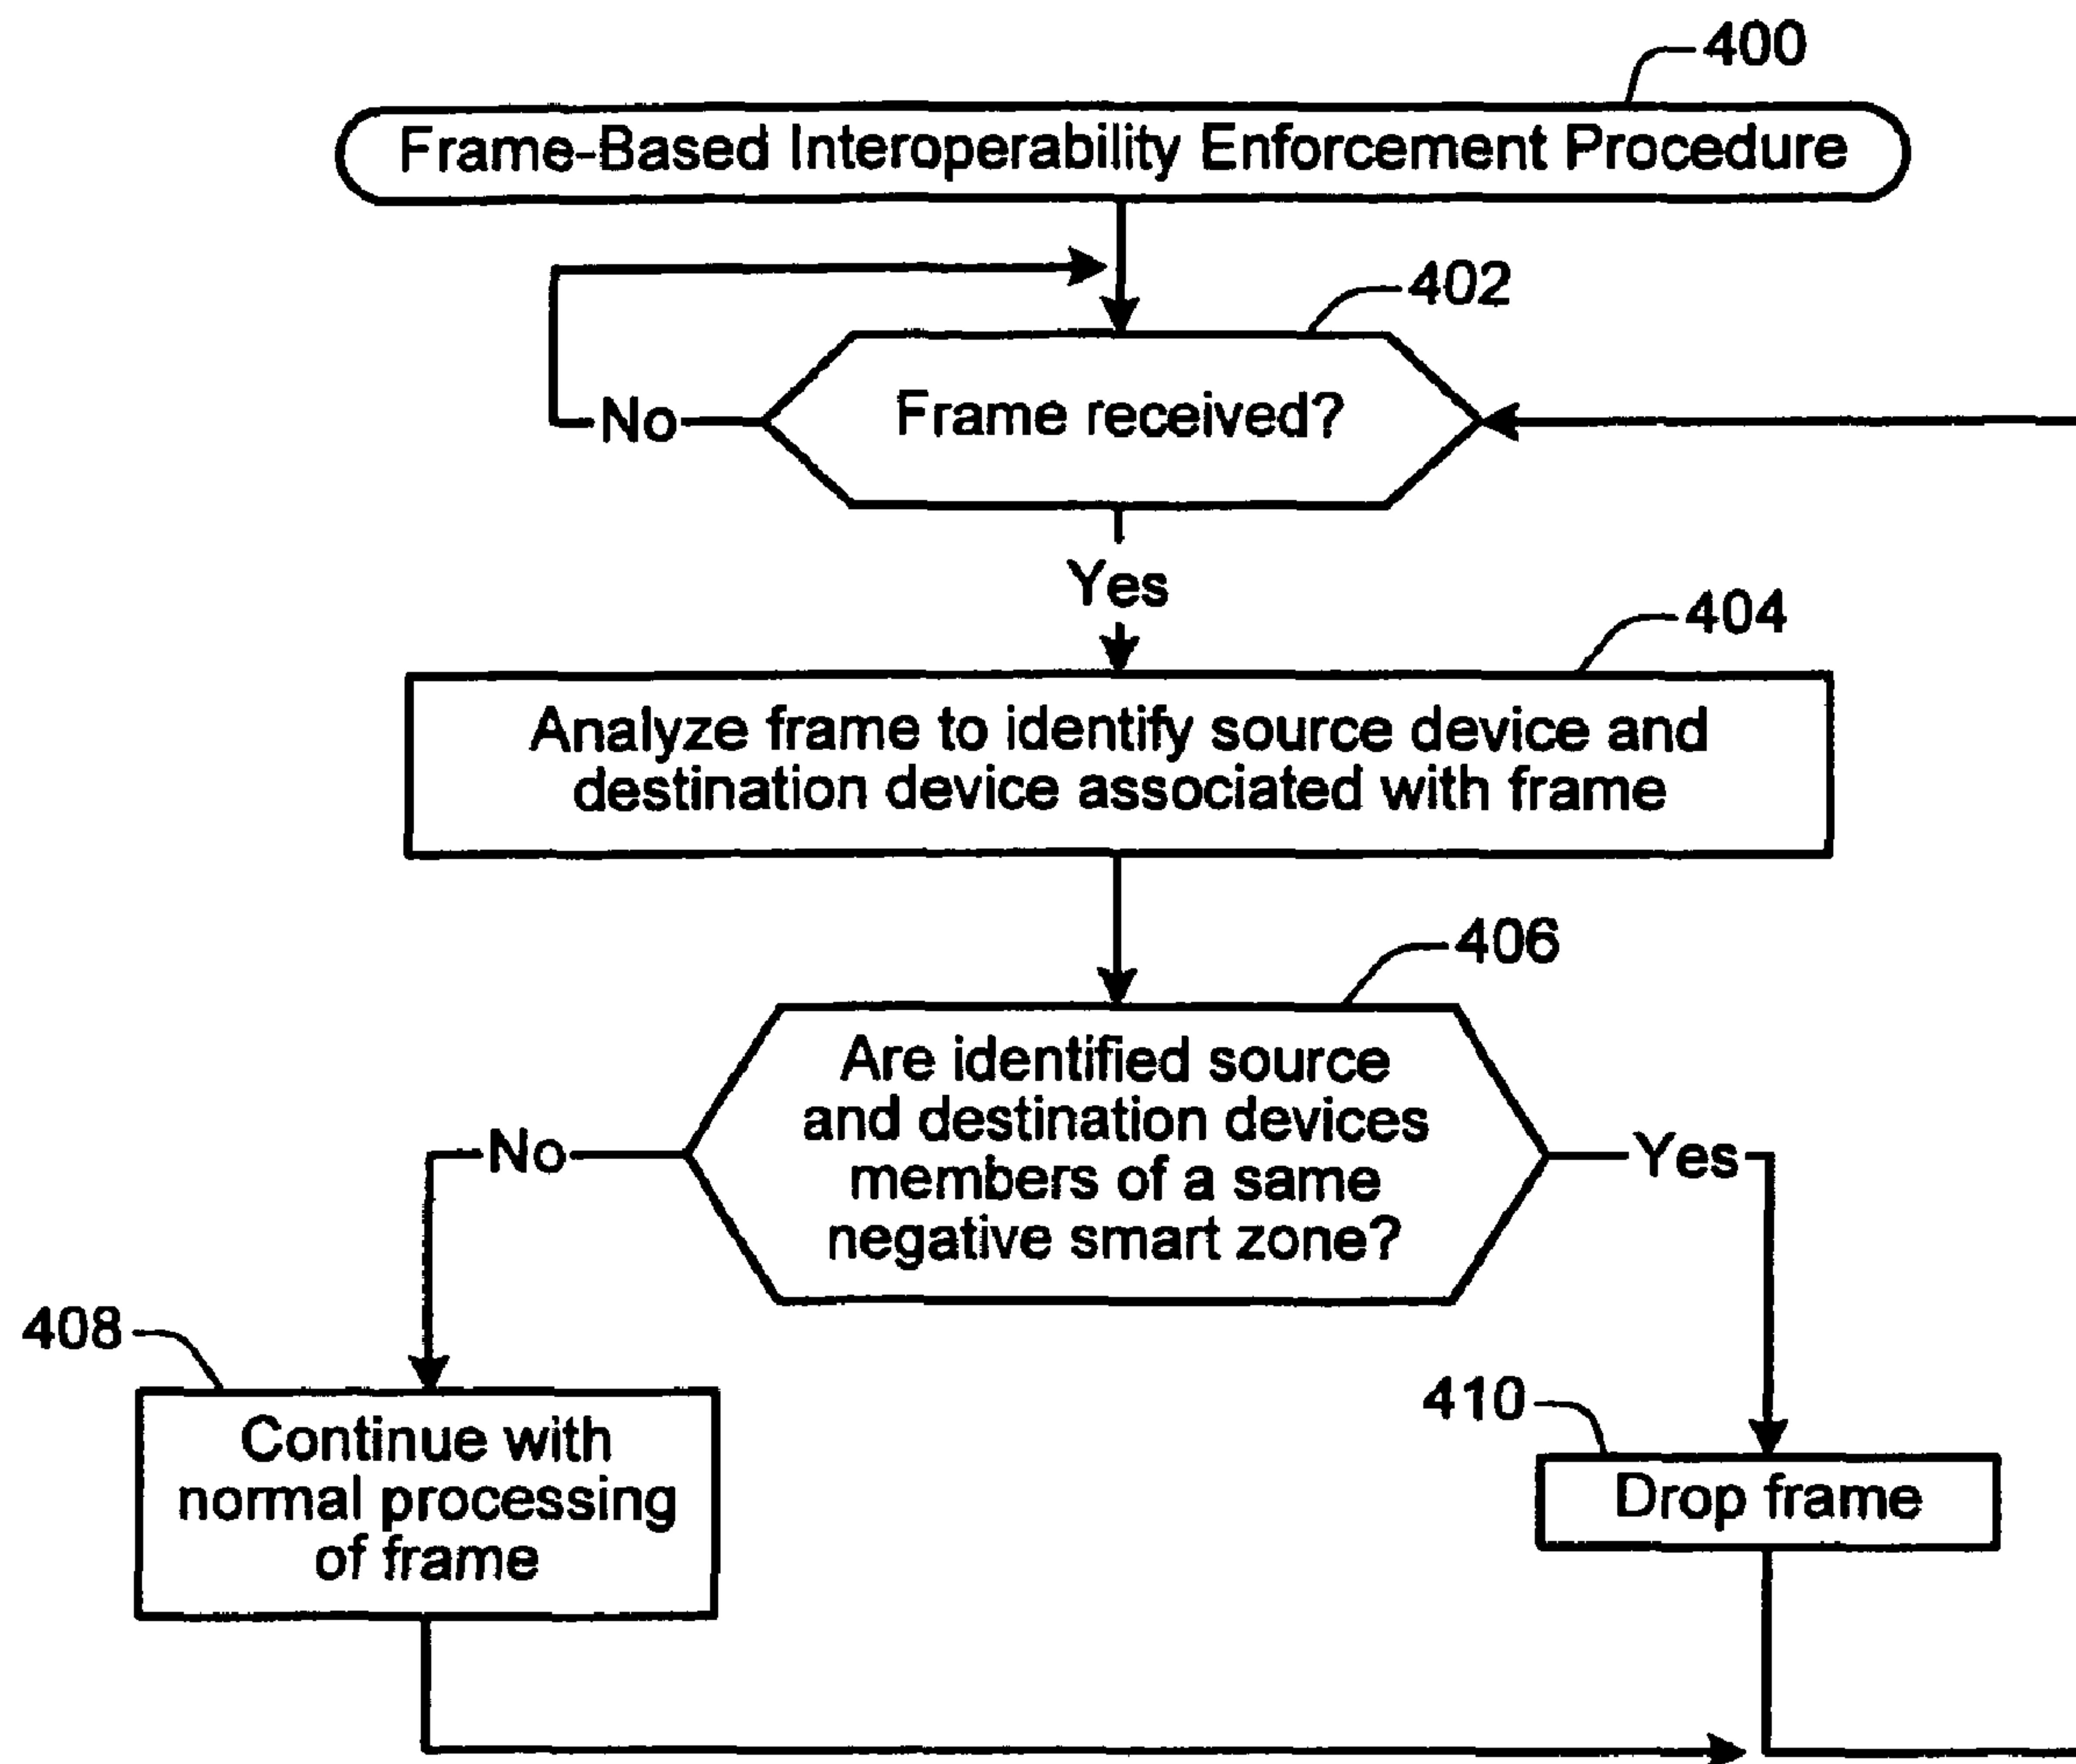 400
Frame-Based Interoperability Enforcement Procedure
402
Frame received?
No
Yes
404
Analyze frame to identify source device and
destination device associated with frame
406
Are identified source
and destination devices
members of a same
negative smart zone?
No
Yes
408
Continue with
normal processing
of frame
410
Drop frame